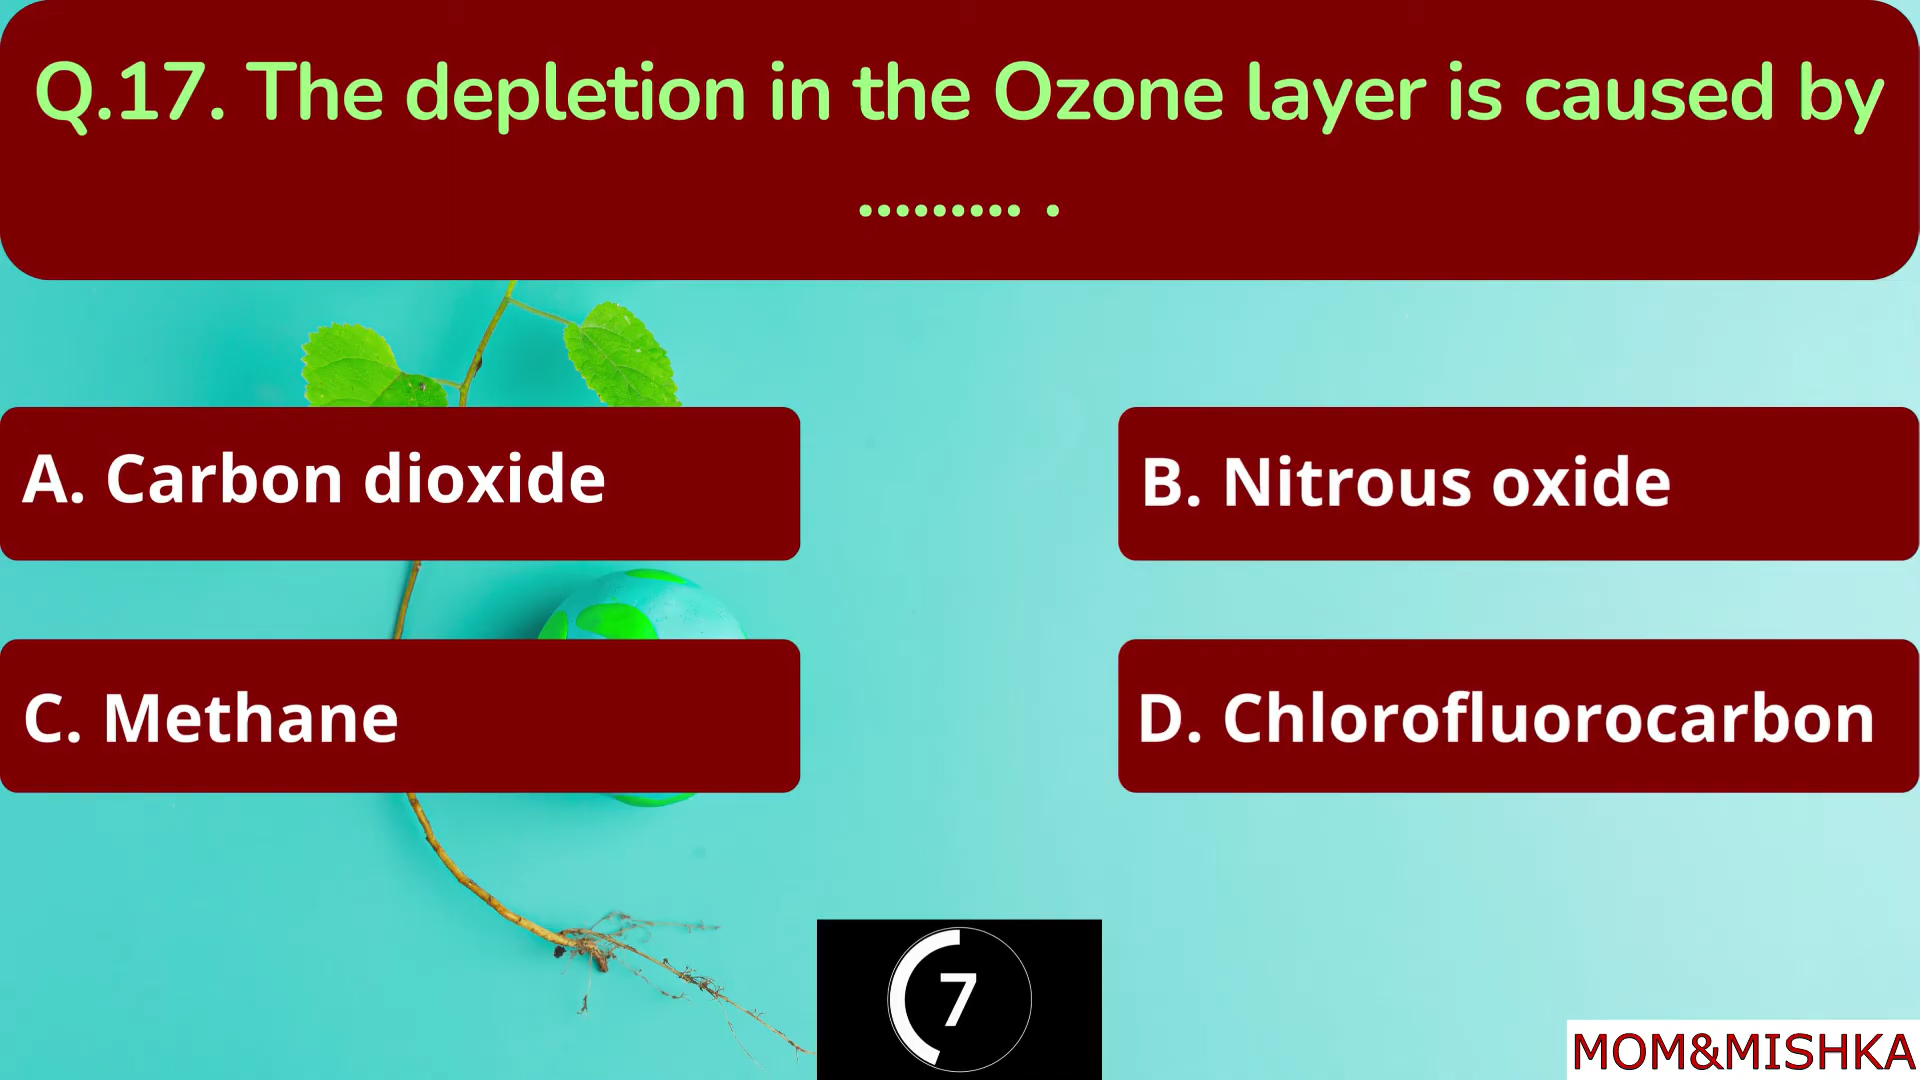 Q.17. The depletion in the Ozone layer is caused by
......... .
A. Carbon dioxide
B. Nitrous oxide
C. Methane
D. Chlorofluorocarbon
7
MOM&MISHKA